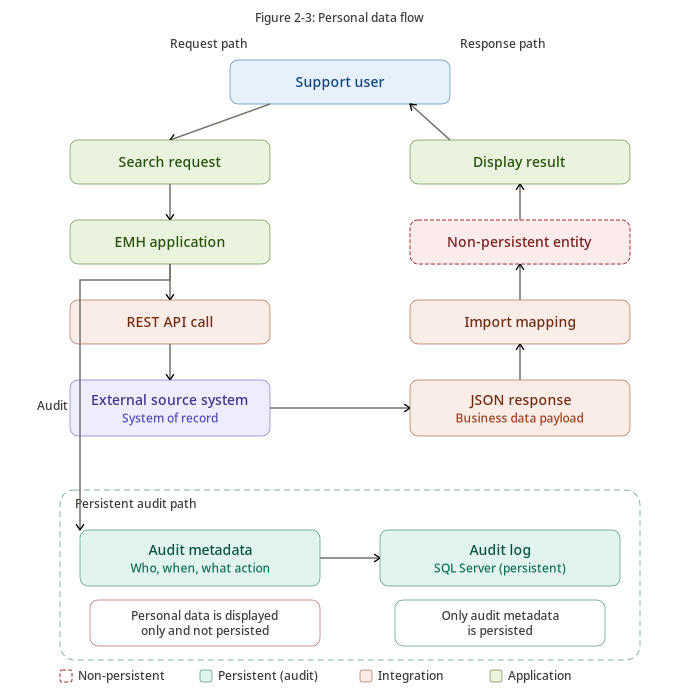 Figure 2-3: Personal data flow
Request path
Response path
Support user
Search request
Display result
EMH application
Non-persistent entity
REST API call
Import mapping
External source system
System of record
JSON response
Business data payload
Audit
Persistent audit path
Audit metadata
Who, when, what action
Audit log
SQL Server (persistent)
Personal data is displayed
only and not persisted
Only audit metadata
is persisted
Non-persistent
Persistent (audit)
Integration
Application